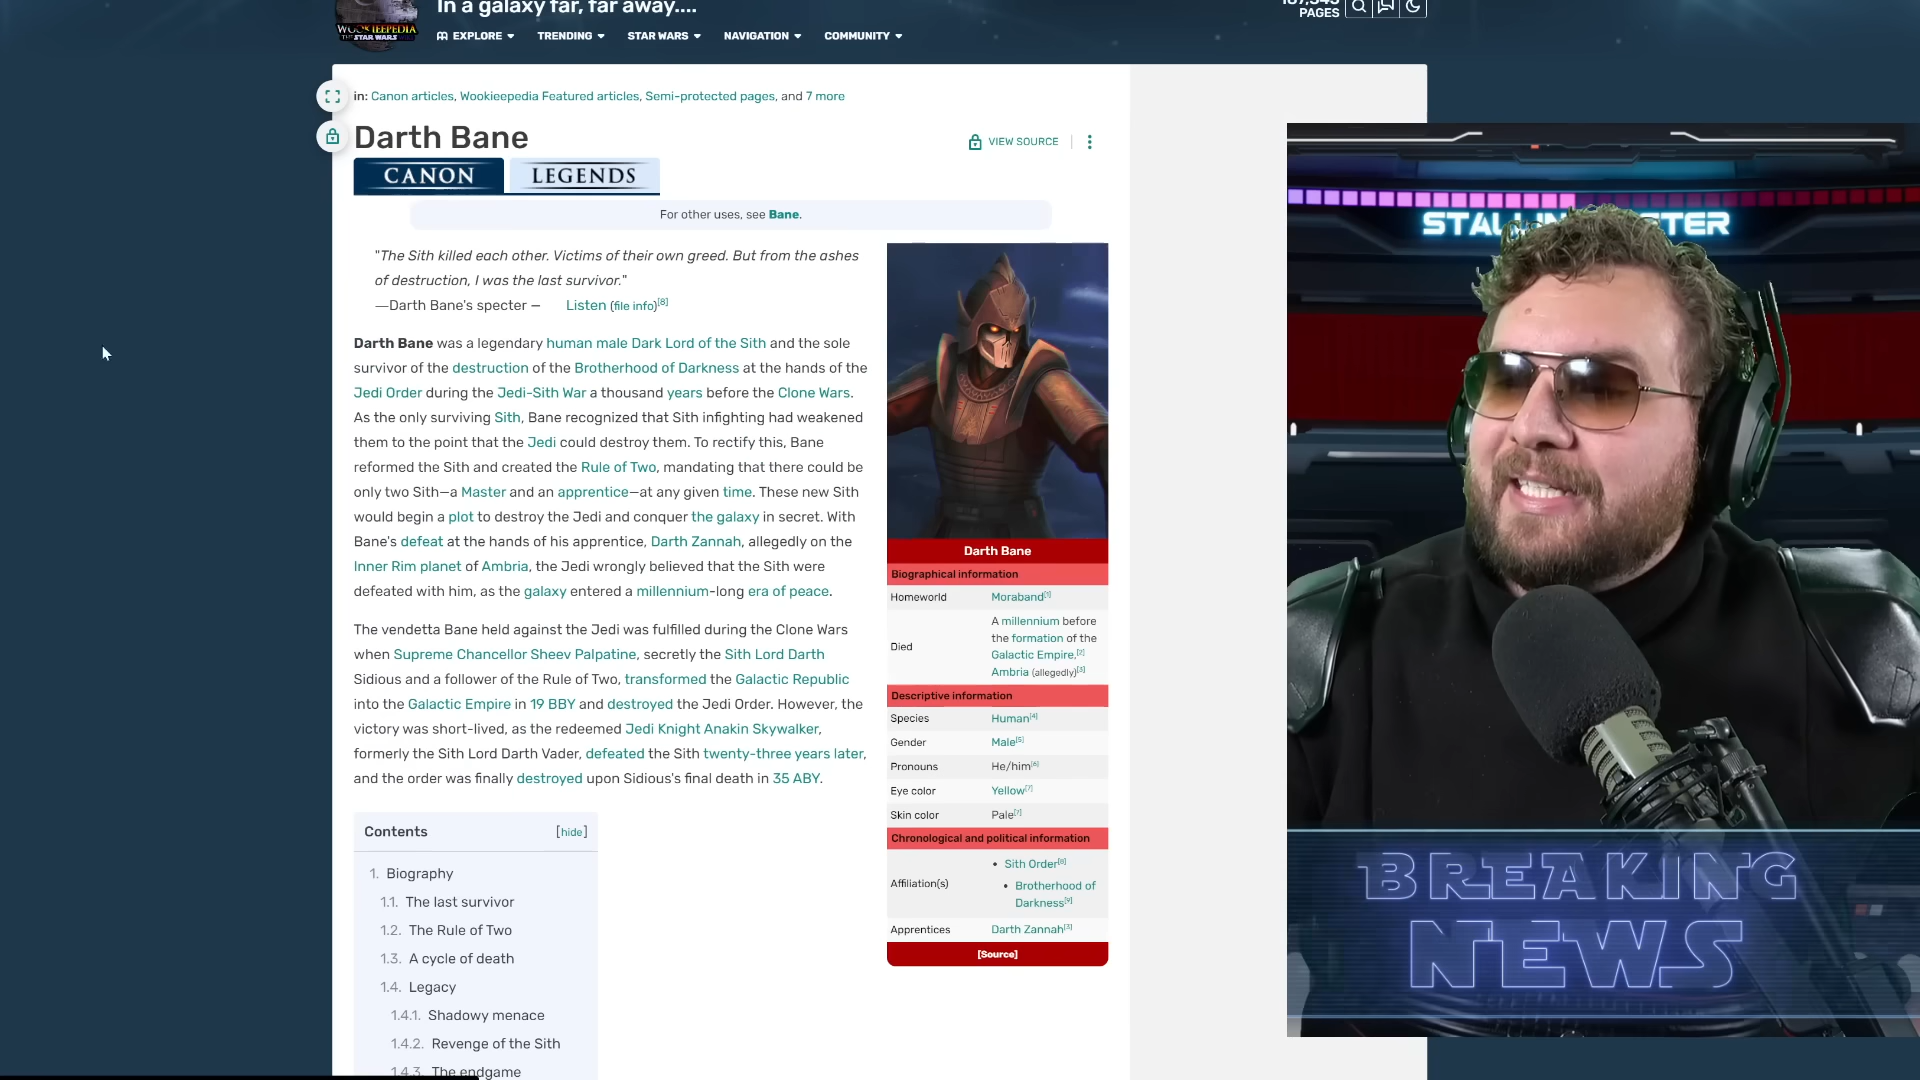 In a galaxy far, far away....
PAGES
WOOKIEEPEDIA
THE STAR WARS WIKI
EXPLORE
TRENDING
STAR WARS
NAVIGATION
COMMUNITY
in: Canon articles, Wookieepedia Featured articles, Semi-protected pages, and 7 more
Darth Bane
VIEW SOURCE
CANON
LEGENDS
For other uses, see Bane.
"The Sith killed each other. Victims of their own greed. But from the ashes
of destruction, I was the last survivor."
—Darth Bane's specter – Listen (file info)[8]
Darth Bane was a legendary human male Dark Lord of the Sith and the sole
survivor of the destruction of the Brotherhood of Darkness at the hands of the
Jedi Order during the Jedi-Sith War a thousand years before the Clone Wars.
As the only surviving Sith, Bane recognized that Sith infighting had weakened
them to the point that the Jedi could destroy them. To rectify this, Bane
reformed the Sith and created the Rule of Two, mandating that there could be
only two Sith—a Master and an apprentice—at any given time. These new Sith
would begin a plot to destroy the Jedi and conquer the galaxy in secret. With
Bane's defeat at the hands of his apprentice, Darth Zannah, allegedly on the
Inner Rim planet of Ambria, the Jedi wrongly believed that the Sith were
defeated with him, as the galaxy entered a millennium-long era of peace.
The vendetta Bane held against the Jedi was fulfilled during the Clone Wars
when Supreme Chancellor Sheev Palpatine, secretly the Sith Lord Darth
Sidious and a follower of the Rule of Two, transformed the Galactic Republic
into the Galactic Empire in 19 BBY and destroyed the Jedi Order. However, the
victory was short-lived, as the redeemed Jedi Knight Anakin Skywalker,
formerly the Sith Lord Darth Vader, defeated the Sith twenty-three years later,
and the order was finally destroyed upon Sidious's final death in 35 ABY.
Contents [hide]
1. Biography
1.1. The last survivor
1.2. The Rule of Two
1.3. A cycle of death
1.4. Legacy
1.4.1. Shadowy menace
1.4.2. Revenge of the Sith
1.4.3. The endgame
Darth Bane
Biographical information
Homeworld Moraband[1]
Died A millennium before
the formation of the
Galactic Empire,[2]
Ambria (allegedly)[3]
Descriptive information
Species Human[4]
Gender Male[5]
Pronouns He/him[6]
Eye color Yellow[7]
Skin color Pale[7]
Chronological and political information
Affiliation(s)
• Sith Order[8]
• Brotherhood of
Darkness[9]
Apprentices Darth Zannah[3]
[Source]
BREAKING
NEWS